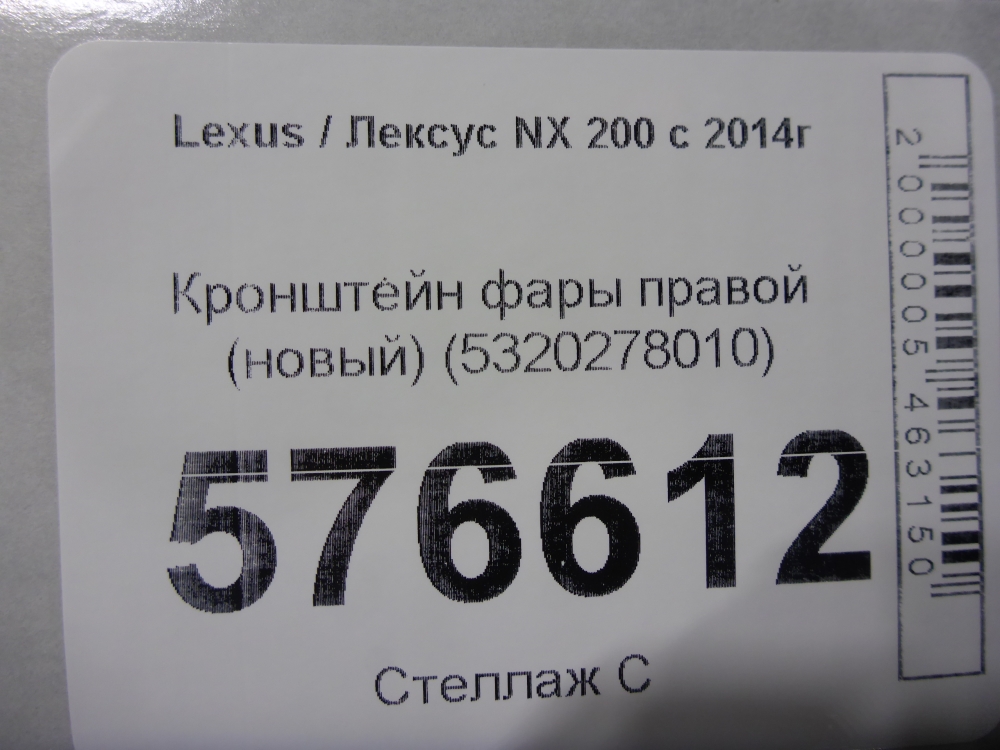 Lexus / Лексус NX 200 с 2014г
Кронштейн фары правой
(новый) (5320278010)
576612
Стеллаж С
2000005463150